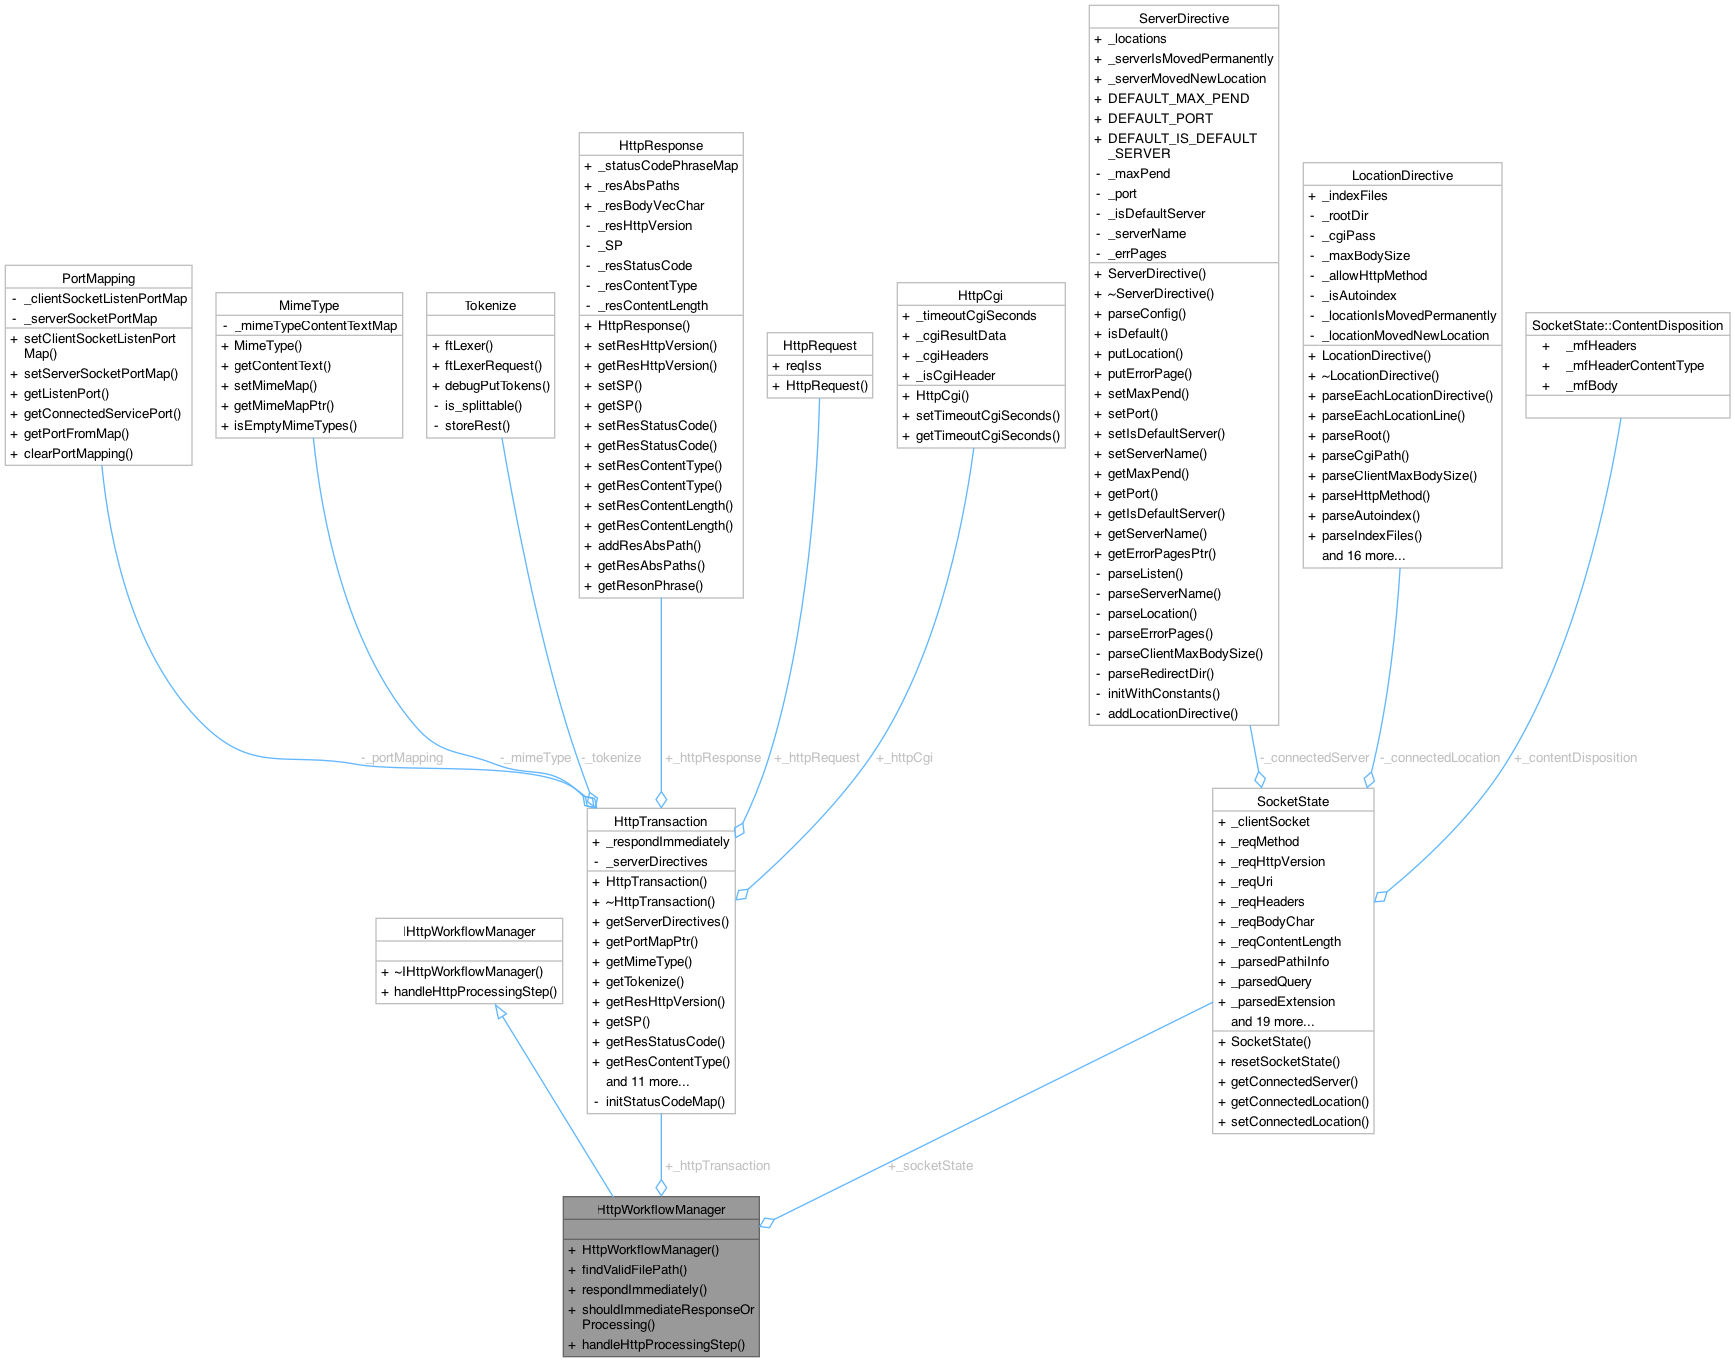 ServerDirective
+ _locations
+ _serverIsMovedPermanently
+ _serverMovedNewLocation
+ DEFAULT_MAX_PEND
+ DEFAULT_PORT
+ DEFAULT_IS_DEFAULT
_SERVER
- _maxPend
- _port
- _isDefaultServer
- _serverName
- _errPages
+ ServerDirective()
+ ~ServerDirective()
+ parseConfig()
+ isDefault()
+ putLocation()
+ putErrorPage()
+ setMaxPend()
+ setPort()
+ setIsDefaultServer()
+ setServerName()
+ getMaxPend()
+ getPort()
+ getIsDefaultServer()
+ getServerName()
+ getErrorPagesPtr()
- parseListen()
- parseServerName()
- parseLocation()
- parseErrorPages()
- parseClientMaxBodySize()
- parseRedirectDir()
- initWithConstants()
- addLocationDirective()
HttpResponse
+ _statusCodePhraseMap
+ _resAbsPaths
+ _resBodyVecChar
- _resHttpVersion
- _SP
- _resStatusCode
- _resContentType
- _resContentLength
+ HttpResponse()
+ setResHttpVersion()
+ getResHttpVersion()
+ setSP()
+ getSP()
+ setResStatusCode()
+ getResStatusCode()
+ setResContentType()
+ getResContentType()
+ setResContentLength()
+ getResContentLength()
+ addResAbsPath()
+ getResAbsPaths()
+ getResonPhrase()
LocationDirective
+ _indexFiles
- _rootDir
- _cgiPass
- _maxBodySize
- _allowHttpMethod
- _isAutoindex
- _locationIsMovedPermanently
- _locationMovedNewLocation
+ LocationDirective()
+ ~LocationDirective()
+ parseEachLocationDirective()
+ parseEachLocationLine()
+ parseRoot()
+ parseCgiPath()
+ parseClientMaxBodySize()
+ parseHttpMethod()
+ parseAutoindex()
+ parseIndexFiles()
and 16 more...
PortMapping
- _clientSocketListenPortMap
- _serverSocketPortMap
+ setClientSocketListenPort
Map()
+ setServerSocketPortMap()
+ getListenPort()
+ getConnectedServicePort()
+ getPortFromMap()
+ clearPortMapping()
MimeType
- _mimeTypeContentTextMap
+ MimeType()
+ getContentText()
+ setMimeMap()
+ getMimeMapPtr()
+ isEmptyMimeTypes()
Tokenize
+ ftLexer()
+ ftLexerRequest()
+ debugPutTokens()
- is_splittable()
- storeRest()
HttpRequest
+ reqIss
+ HttpRequest()
HttpCgi
+ _timeoutCgiSeconds
+ _cgiResultData
+ _cgiHeaders
+ _isCgiHeader
+ HttpCgi()
+ setTimeoutCgiSeconds()
+ getTimeoutCgiSeconds()
SocketState::ContentDisposition
+ _mfHeaders
+ _mfHeaderContentType
+ _mfBody
-_portMapping
-_mimeType
-_tokenize
+_httpResponse
+_httpRequest
+_httpCgi
-_connectedServer
-_connectedLocation
+_contentDisposition
HttpTransaction
+ _respondImmediately
- _serverDirectives
+ HttpTransaction()
+ ~HttpTransaction()
+ getServerDirectives()
+ getPortMapPtr()
+ getMimeType()
+ getTokenize()
+ getResHttpVersion()
+ getSP()
+ getResStatusCode()
+ getResContentType()
and 11 more...
- initStatusCodeMap()
SocketState
+ _clientSocket
+ _reqMethod
+ _reqHttpVersion
+ _reqUri
+ _reqHeaders
+ _reqBodyChar
+ _reqContentLength
+ _parsedPathiInfo
+ _parsedQuery
+ _parsedExtension
and 19 more...
+ SocketState()
+ resetSocketState()
+ getConnectedServer()
+ getConnectedLocation()
+ setConnectedLocation()
IHttpWorkflowManager
+ ~IHttpWorkflowManager()
+ handleHttpProcessingStep()
+_httpTransaction
+_socketState
HttpWorkflowManager
+ HttpWorkflowManager()
+ findValidFilePath()
+ respondImmediately()
+ shouldImmediateResponseOr
Processing()
+ handleHttpProcessingStep()